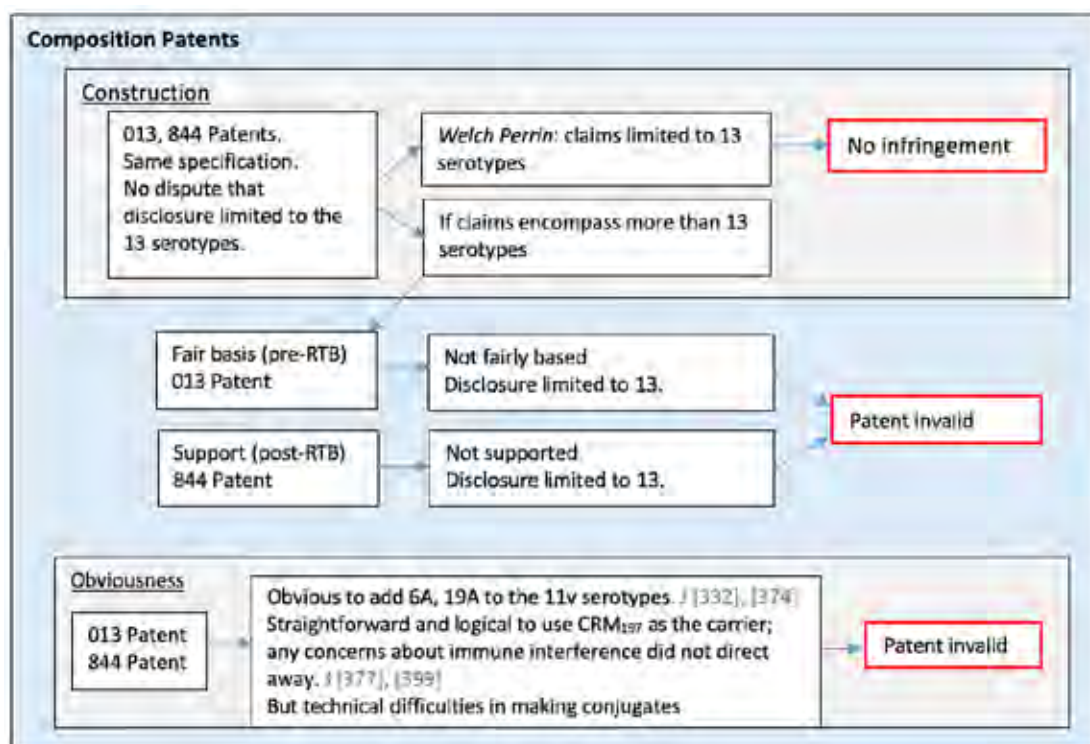 Composition Patents
Construction
013, 844 Patents.
Same specification.
No dispute that
disclosure limited to the
13 serotypes.
Welch Perrin: claims limited to 13
serotypes
No infringement
If claims encompass more than 13
serotypes
Fair basis (pre-RTB)
013 Patent
Not fairly based
Disclosure limited to 13.
Patent invalid
Support (post-RTB)
844 Patent
Not supported
Disclosure limited to 13.
Obviousness
013 Patent
844 Patent
Obvious to add 6A, 19A to the 11v serotypes. J [332], [374]
Straightforward and logical to use CRM₁₉₇ as the carrier;
any concerns about immune interference did not direct
away. J [377], [399]
But technical difficulties in making conjugates
Patent invalid